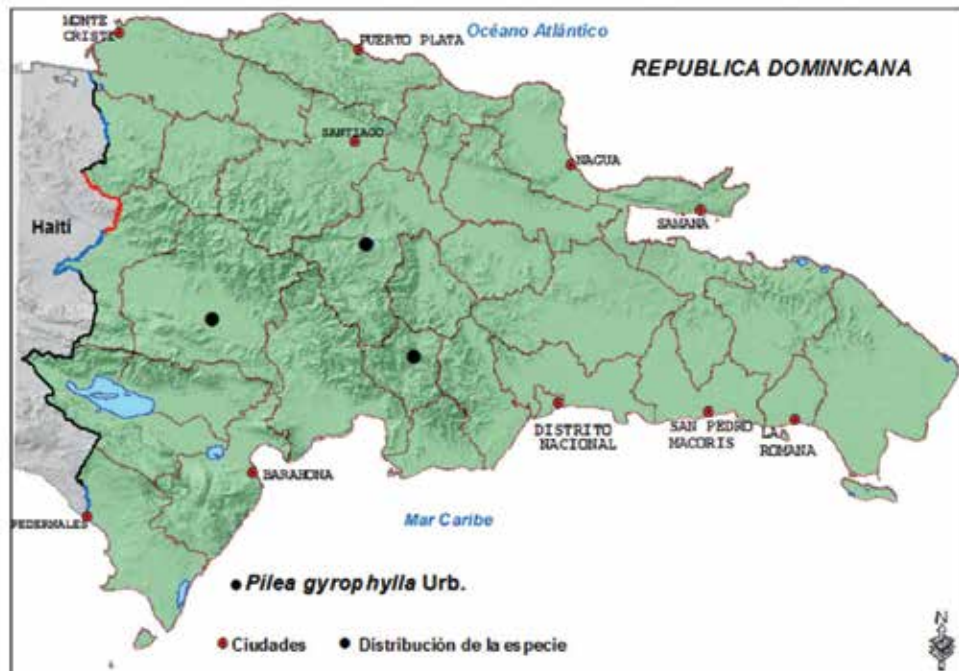 MONTE
CRISTI
PUERTO PLATA
Océano Atlántico
REPUBLICA DOMINICANA
SANTIAGO
NAGUA
SAMANA
Haití
DISTRITO
NACIONAL
SAN PEDRO
MACORIS
LA
ROMANA
BARAHONA
PEDERNALES
Mar Caribe
Pilea gyrophylla Urb.
Ciudades
Distribución de la especie